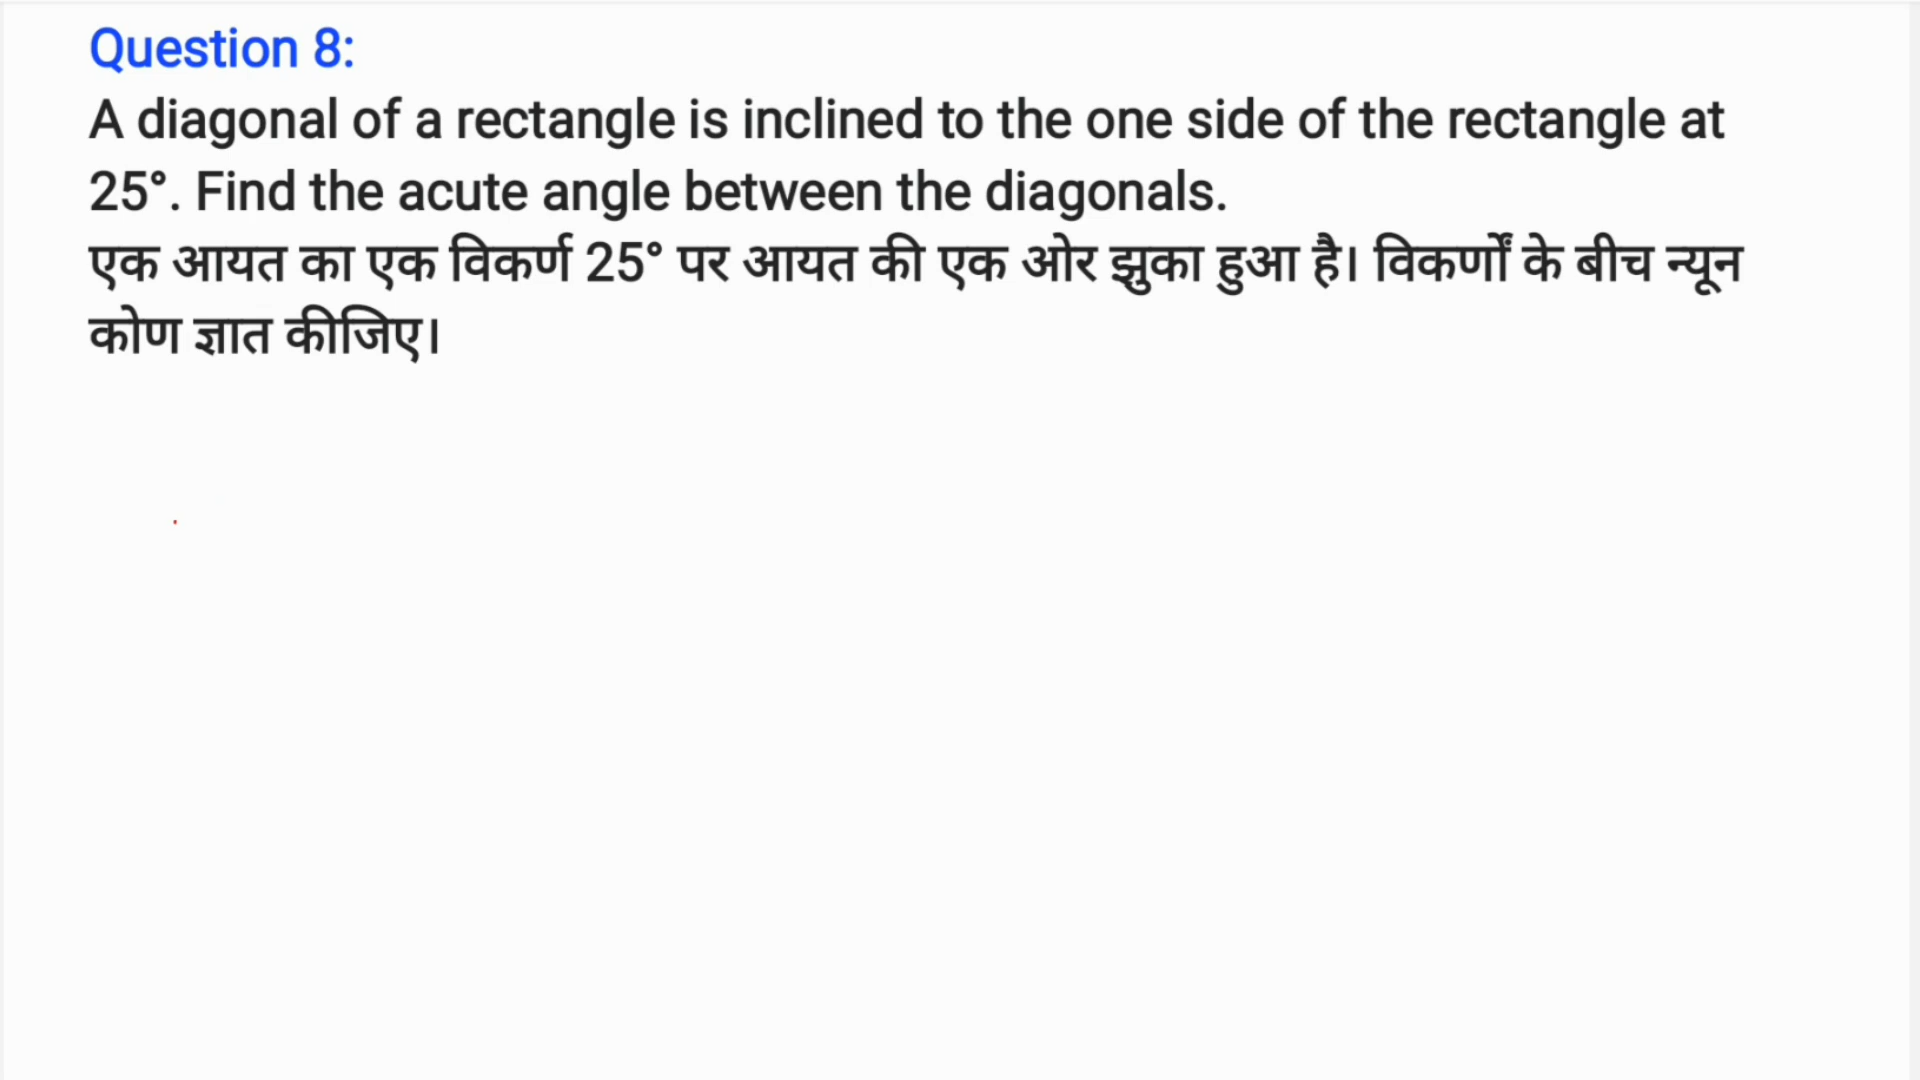 Question 8:
A diagonal of a rectangle is inclined to the one side of the rectangle at
25°. Find the acute angle between the diagonals.
एक आयत का एक विकर्ण 25° पर आयत की एक ओर झुका हुआ है। विकर्णों के बीच न्यून
कोण ज्ञात कीजिए।